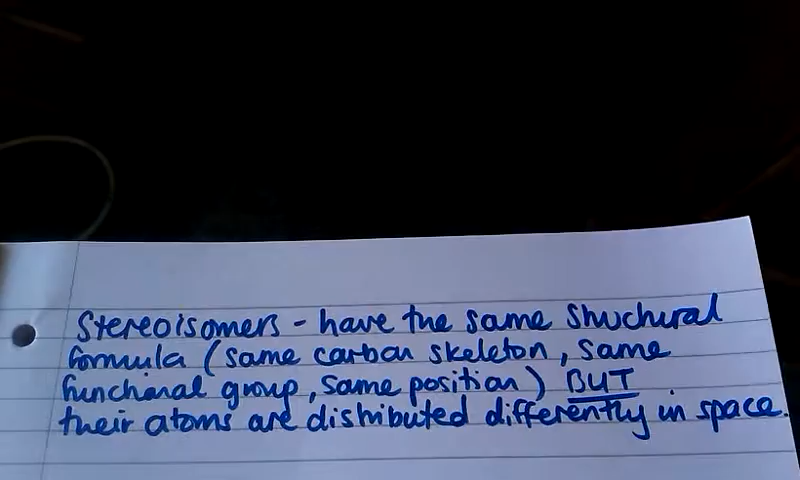 Stereoisomers - have the same structural
formula (same carbon skeleton, same
functional group, same position) BUT
their atoms are distributed differently in space.